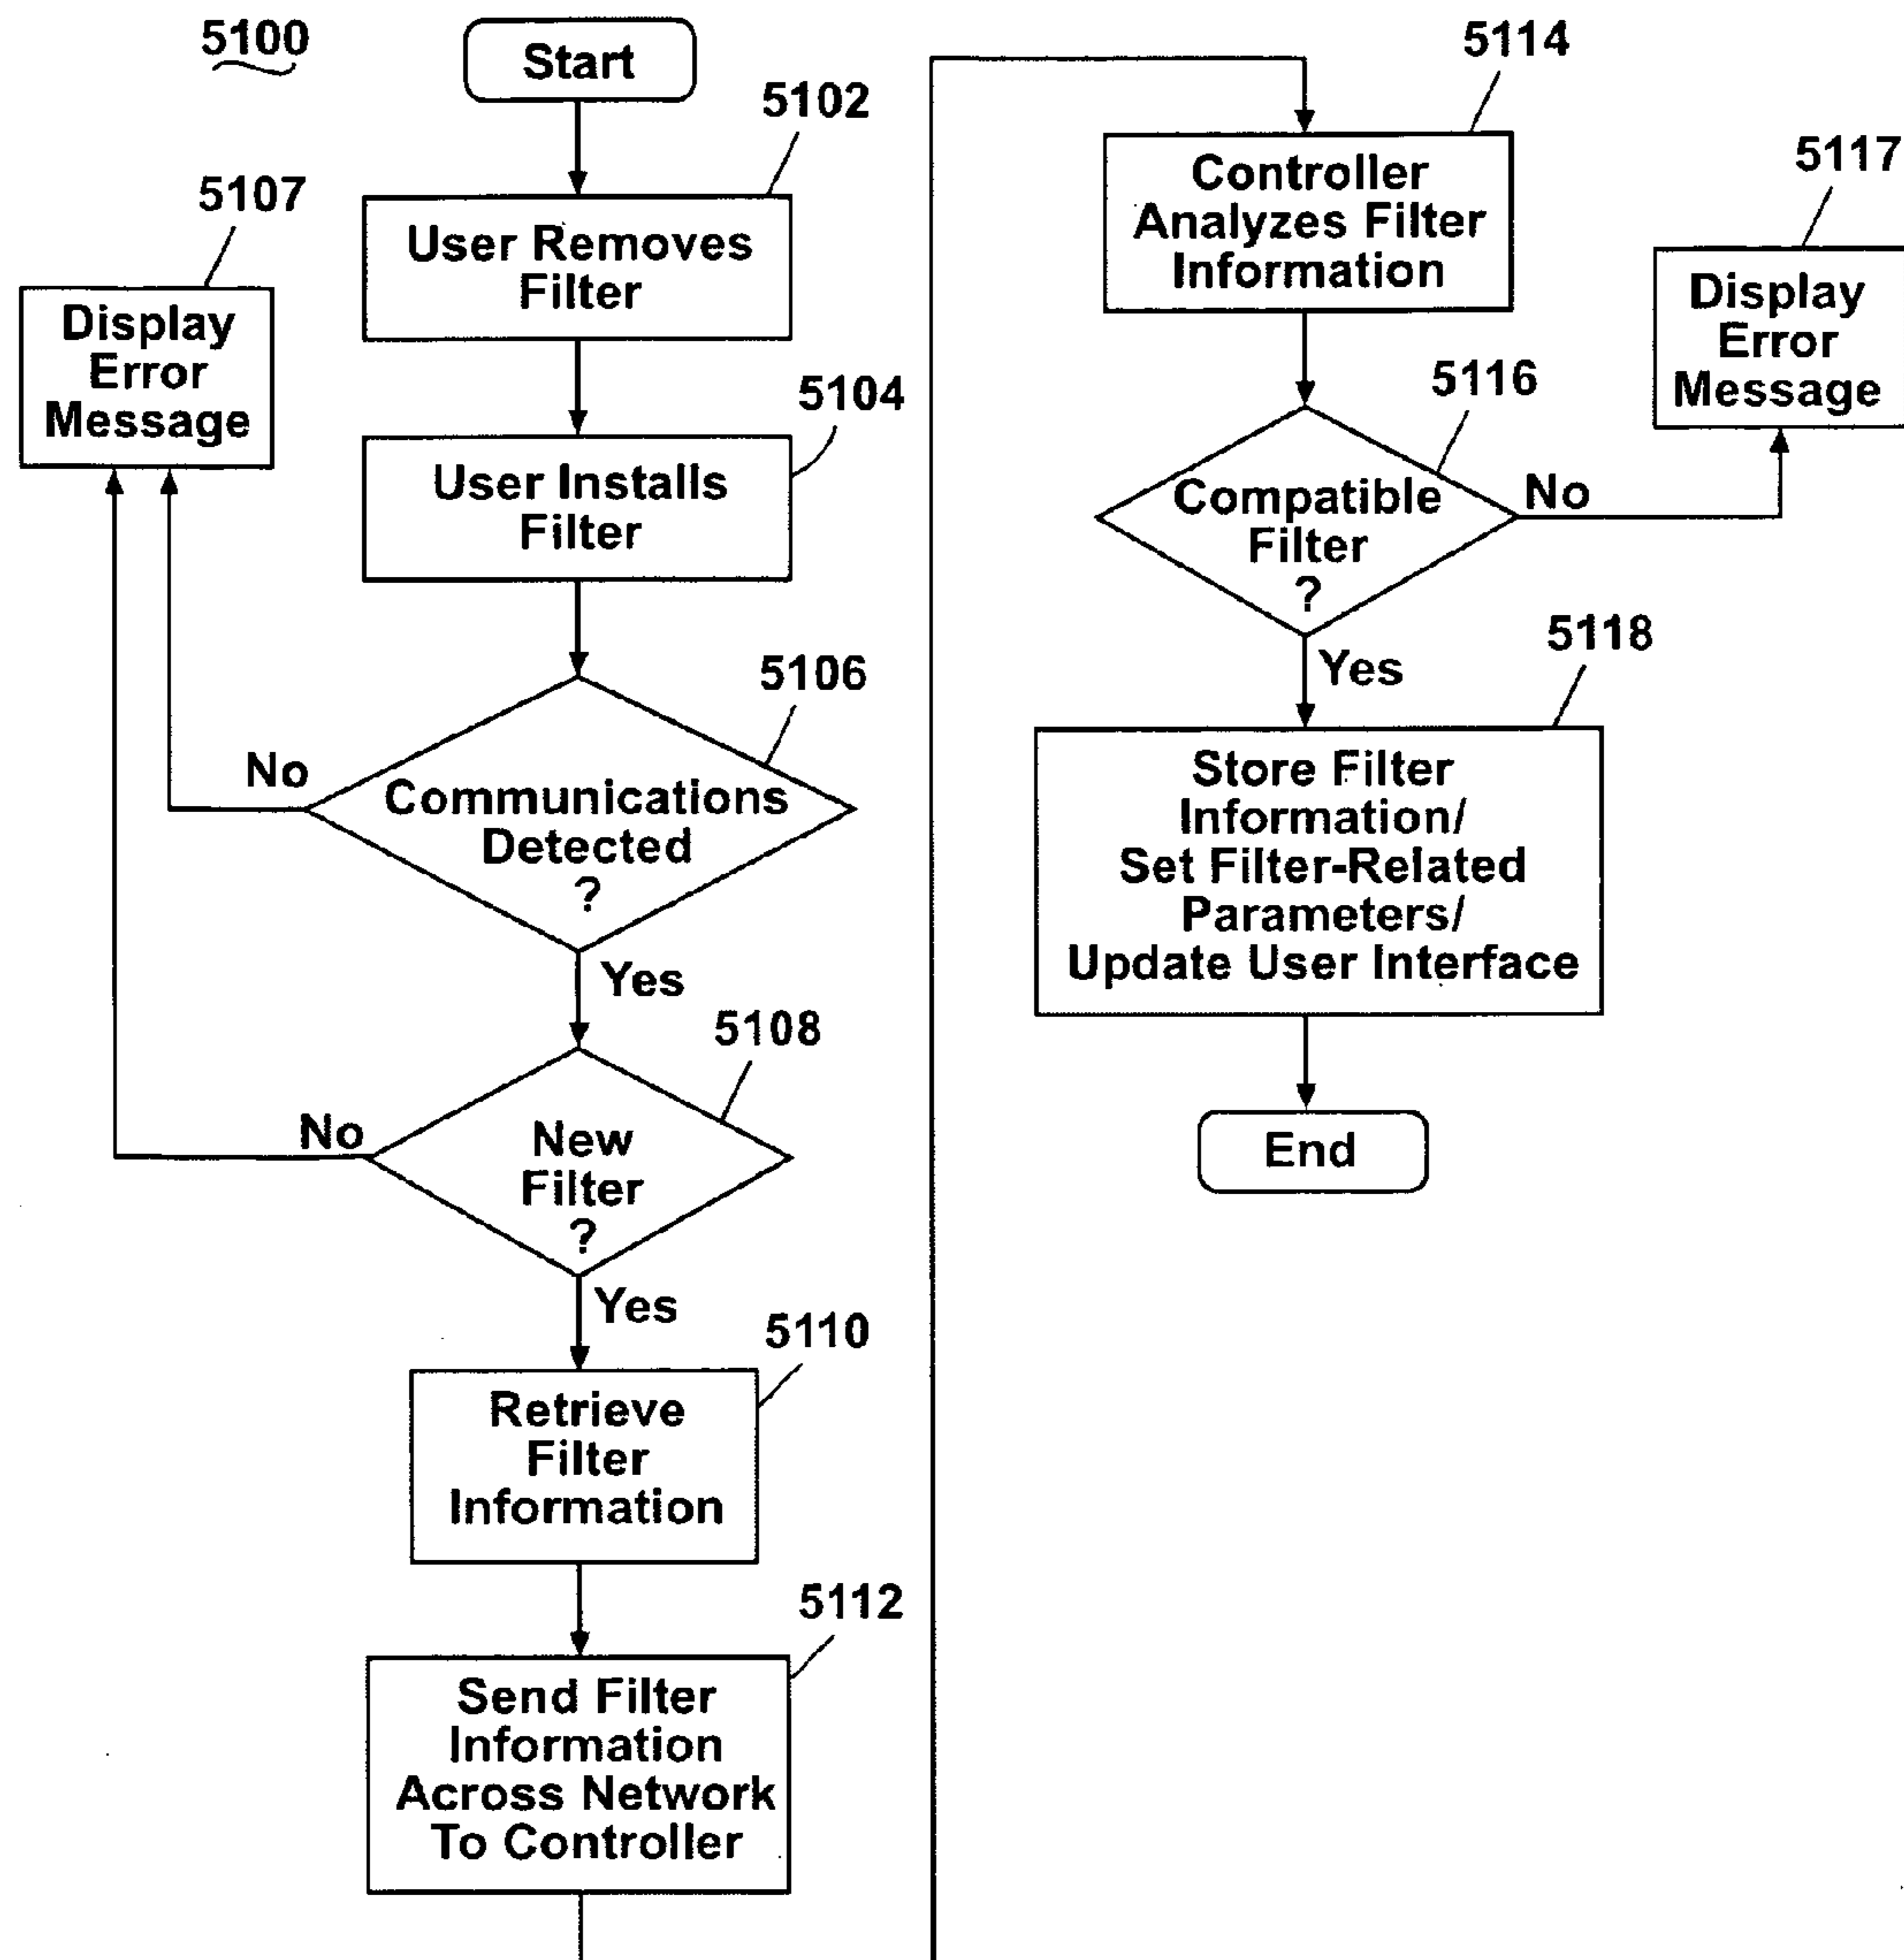 5100
Start
5102
User Removes
Filter
5107
Display
Error
Message
5104
User Installs
Filter
5106
No
Communications
Detected
?
Yes
5108
No
New
Filter
?
Yes
5110
Retrieve
Filter
Information
5112
Send Filter
Information
Across Network
To Controller
5114
Controller
Analyzes Filter
Information
5117
Display
Error
Message
5116
Compatible
Filter
?
No
Yes
5118
Store Filter
Information/
Set Filter-Related
Parameters/
Update User Interface
End